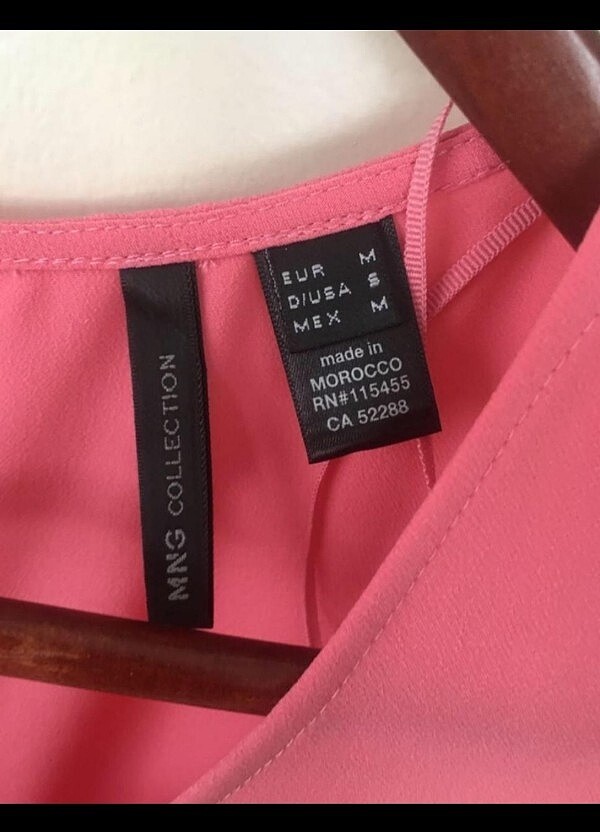 MNG COLLECTION
EUR M
D/USA S
MEX M
made in
MOROCCO
RN#115455
CA 52288